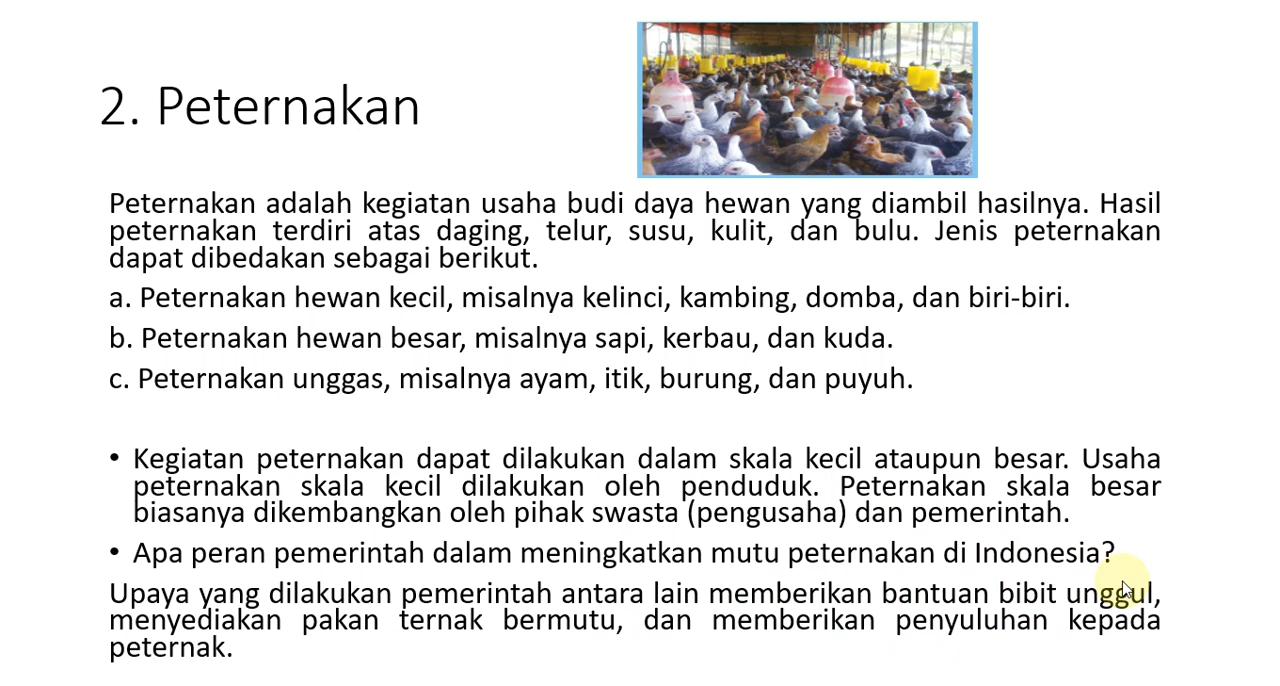 2. Peternakan
Peternakan adalah kegiatan usaha budi daya hewan yang diambil hasilnya. Hasil
peternakan terdiri atas daging, telur, susu, kulit, dan bulu. Jenis peternakan
dapat dibedakan sebagai berikut.
a. Peternakan hewan kecil, misalnya kelinci, kambing, domba, dan biri-biri.
b. Peternakan hewan besar, misalnya sapi, kerbau, dan kuda.
c. Peternakan unggas, misalnya ayam, itik, burung, dan puyuh.
• Kegiatan peternakan dapat dilakukan dalam skala kecil ataupun besar. Usaha
peternakan skala kecil dilakukan oleh penduduk. Peternakan skala besar
biasanya dikembangkan oleh pihak swasta (pengusaha) dan pemerintah.
• Apa peran pemerintah dalam meningkatkan mutu peternakan di Indonesia?
Upaya yang dilakukan pemerintah antara lain memberikan bantuan bibit unggul,
menyediakan pakan ternak bermutu, dan memberikan penyuluhan kepada
peternak.